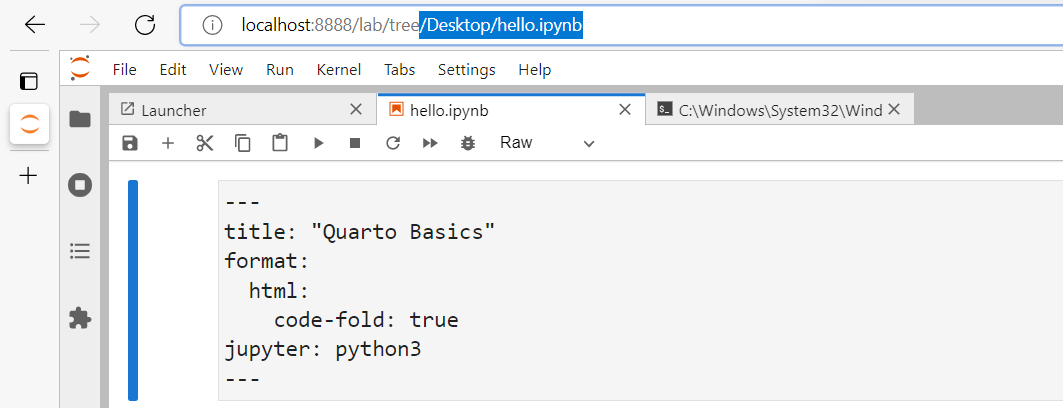 localhost:8888/lab/tree/Desktop/hello.ipynb
File Edit View Run Kernel Tabs Settings Help
Launcher hello.ipynb C:\Windows\System32\Wind
Raw
---
title: "Quarto Basics"
format:
  html:
    code-fold: true
jupyter: python3
---